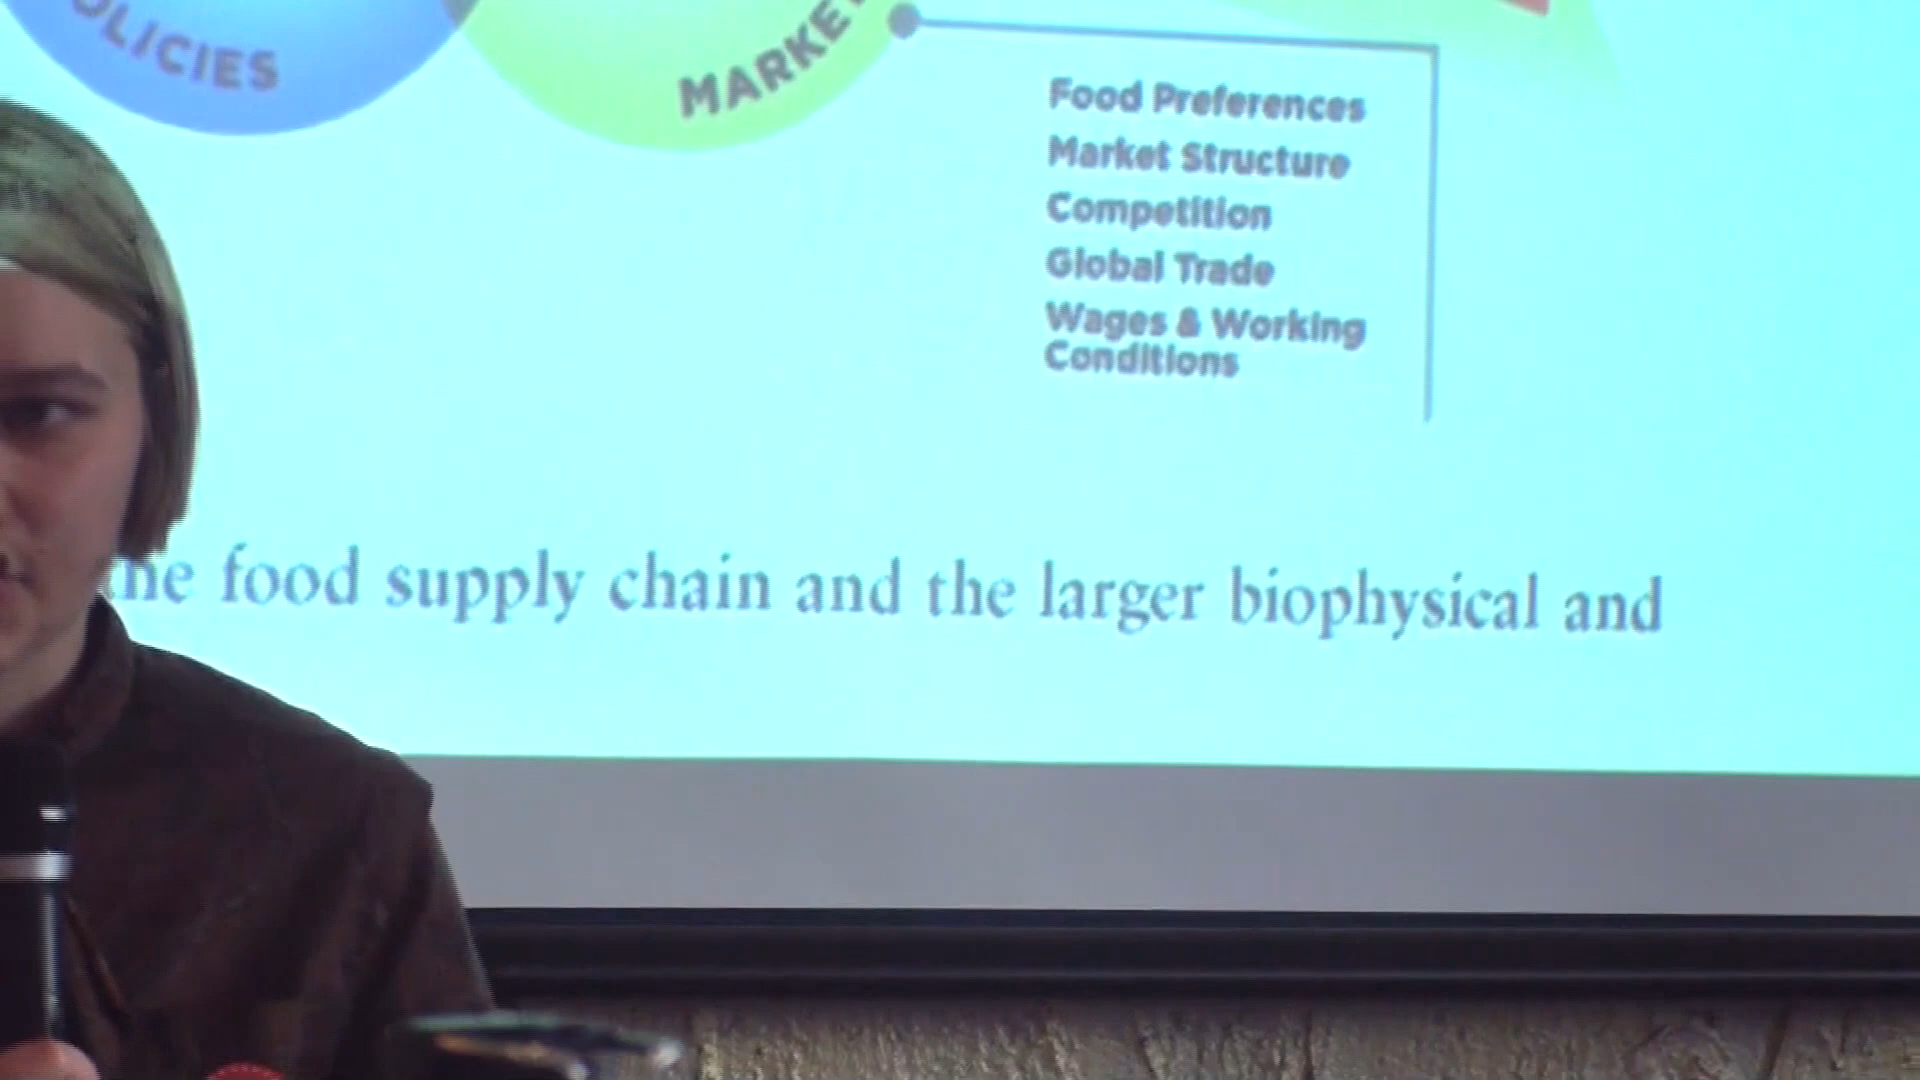 OLICIES
MARKE
Food Preferences
Market Structure
Competition
Global Trade
Wages & Working
Conditions
he food supply chain and the larger biophysical and